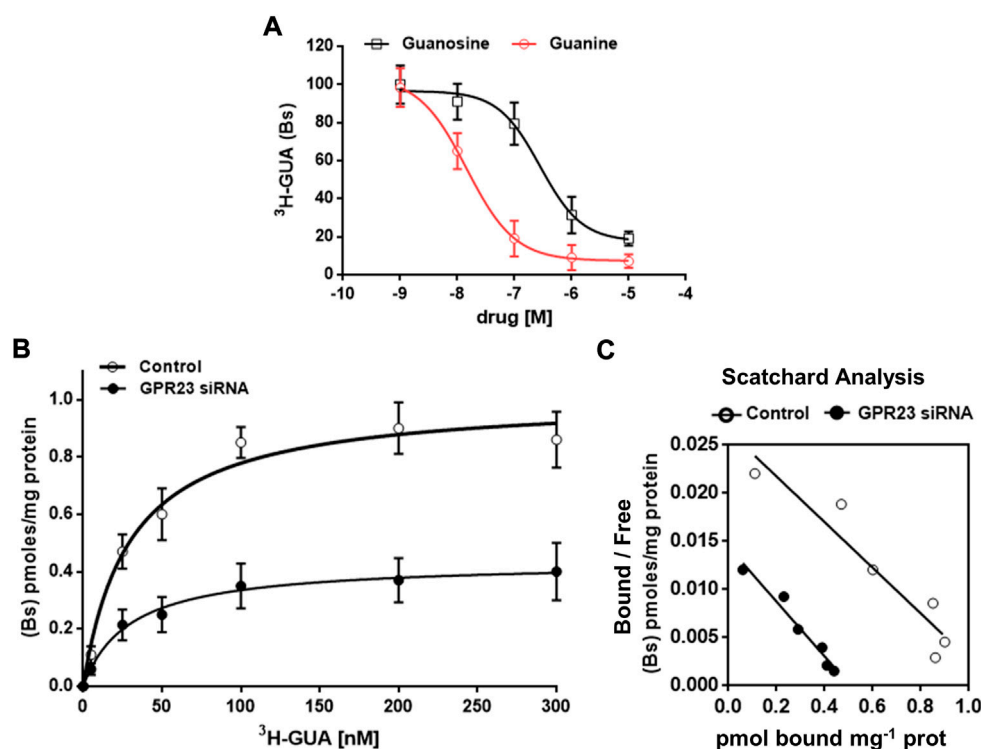 A
Guanosine
Guanine
³H-GUA (Bs)
120
100
80
60
40
20
0
-10 -9 -8 -7 -6 -5 -4
drug [M]
B
Control
GPR23 siRNA
(Bs) pmoles/mg protein
1.0
0.8
0.6
0.4
0.2
0.0
0 50 100 150 200 250 300
³H-GUA [nM]
C
Scatchard Analysis
Control GPR23 siRNA
Bound / Free
(Bs) pmoles/mg protein
0.025
0.020
0.015
0.010
0.005
0.000
0.0 0.2 0.4 0.6 0.8 1.0
pmol bound mg⁻¹ prot